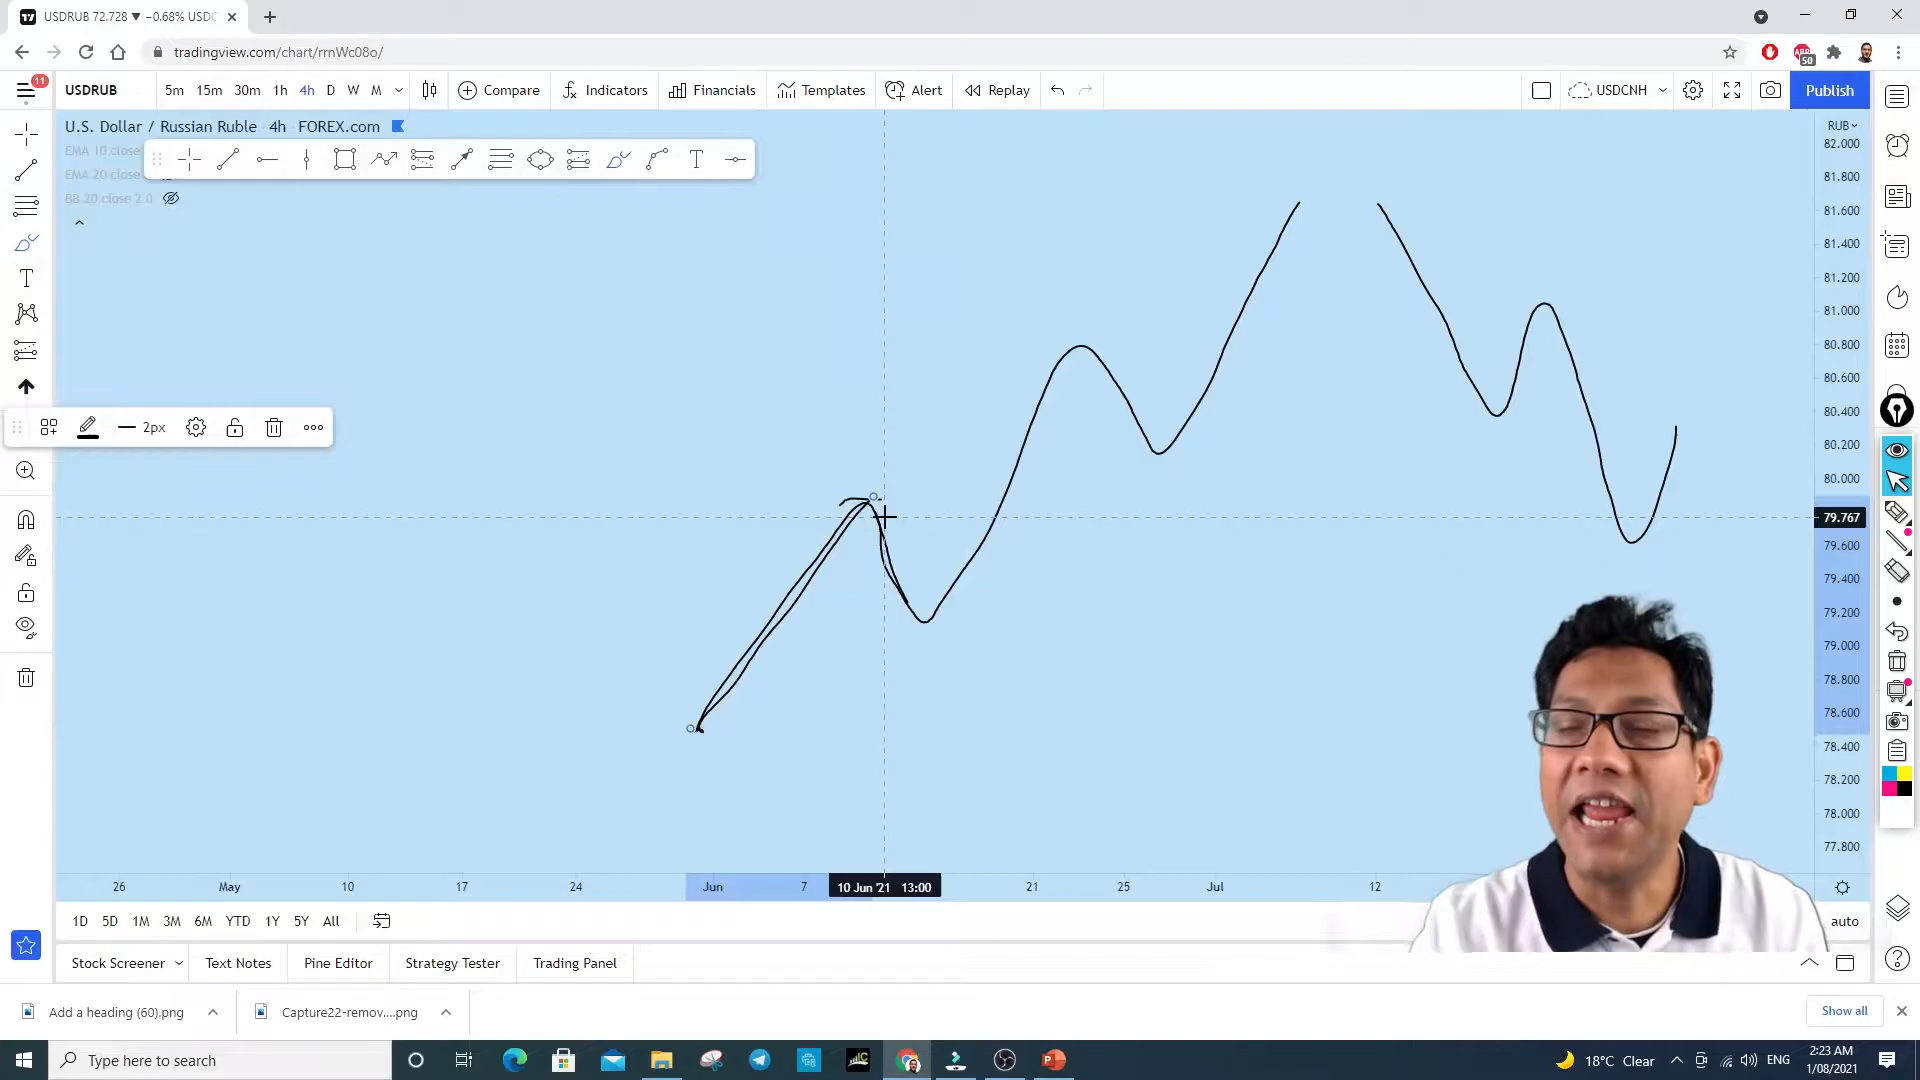 USDRUB 72.728 ▼ −0.68% USDC
tradingview.com/chart/rrnWc08o/
ABP
50
11
USDRUB
5m 15m 30m 1h 4h D W M
Compare
Indicators
Financials
Templates
Alert
Replay
USDCNH
Publish
U.S. Dollar / Russian Ruble 4h FOREX.com
EMA 10 close
EMA 20 close
BB 20 close 2.0
T
T
2px
RUB
82.000
81.800
81.600
81.400
81.200
81.000
80.800
80.600
80.400
80.200
80.000
79.767
79.600
79.400
79.200
79.000
78.800
78.600
78.400
78.200
78.000
77.800
26 May 10 17 24 Jun 7 10 Jun '21 13:00 21 25 Jul 12
1D 5D 1M 3M 6M YTD 1Y 5Y All
auto
Stock Screener
Text Notes
Pine Editor
Strategy Tester
Trading Panel
Add a heading (60).png
Capture22-remov....png
Show all
Type here to search
18°C Clear
ENG
2:23 AM
1/08/2021